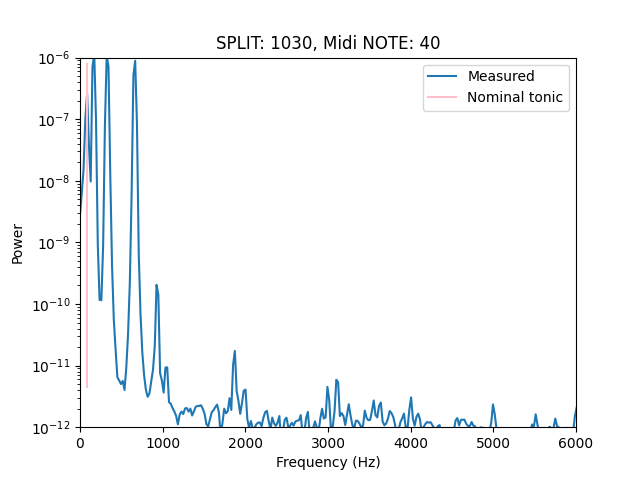 SPLIT: 1030, Midi NOTE: 40
Measured
Nominal tonic
10⁻⁶
10⁻⁷
10⁻⁸
10⁻⁹
10⁻¹⁰
10⁻¹¹
10⁻¹²
Power
0 1000 2000 3000 4000 5000 6000
Frequency (Hz)